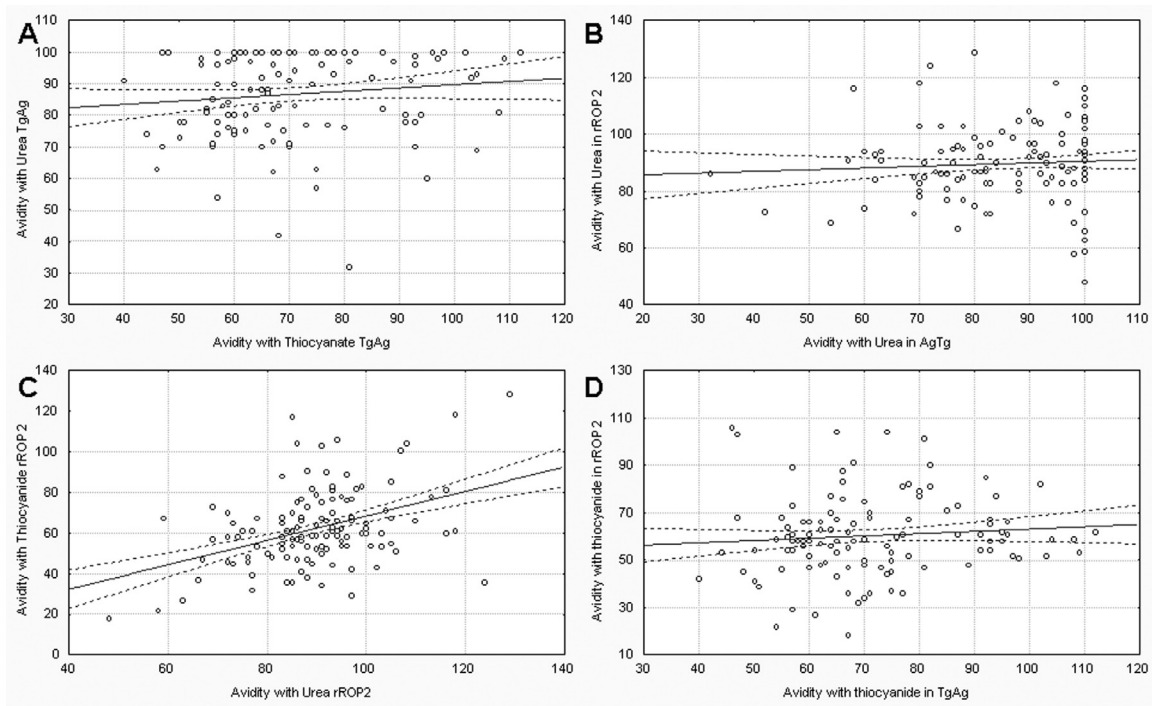 A
110
100
90
80
70
60
50
40
30
20
30 40 50 60 70 80 90 100 110 120
Avidity with Urea TgAg
Avidity with Thiocyanate TgAg
B
140
120
100
80
60
40
20 30 40 50 60 70 80 90 100 110
Avidity with Urea in rROP2
Avidity with Urea in AgTg
C
140
120
100
80
60
40
20
0
40 60 80 100 120 140
Avidity with Thiocyanide rROP2
Avidity with Urea rROP2
D
130
110
90
70
50
30
10
30 40 50 60 70 80 90 100 110 120
Avidity with thiocyanide in rROP2
Avidity with thiocyanide in TgAg